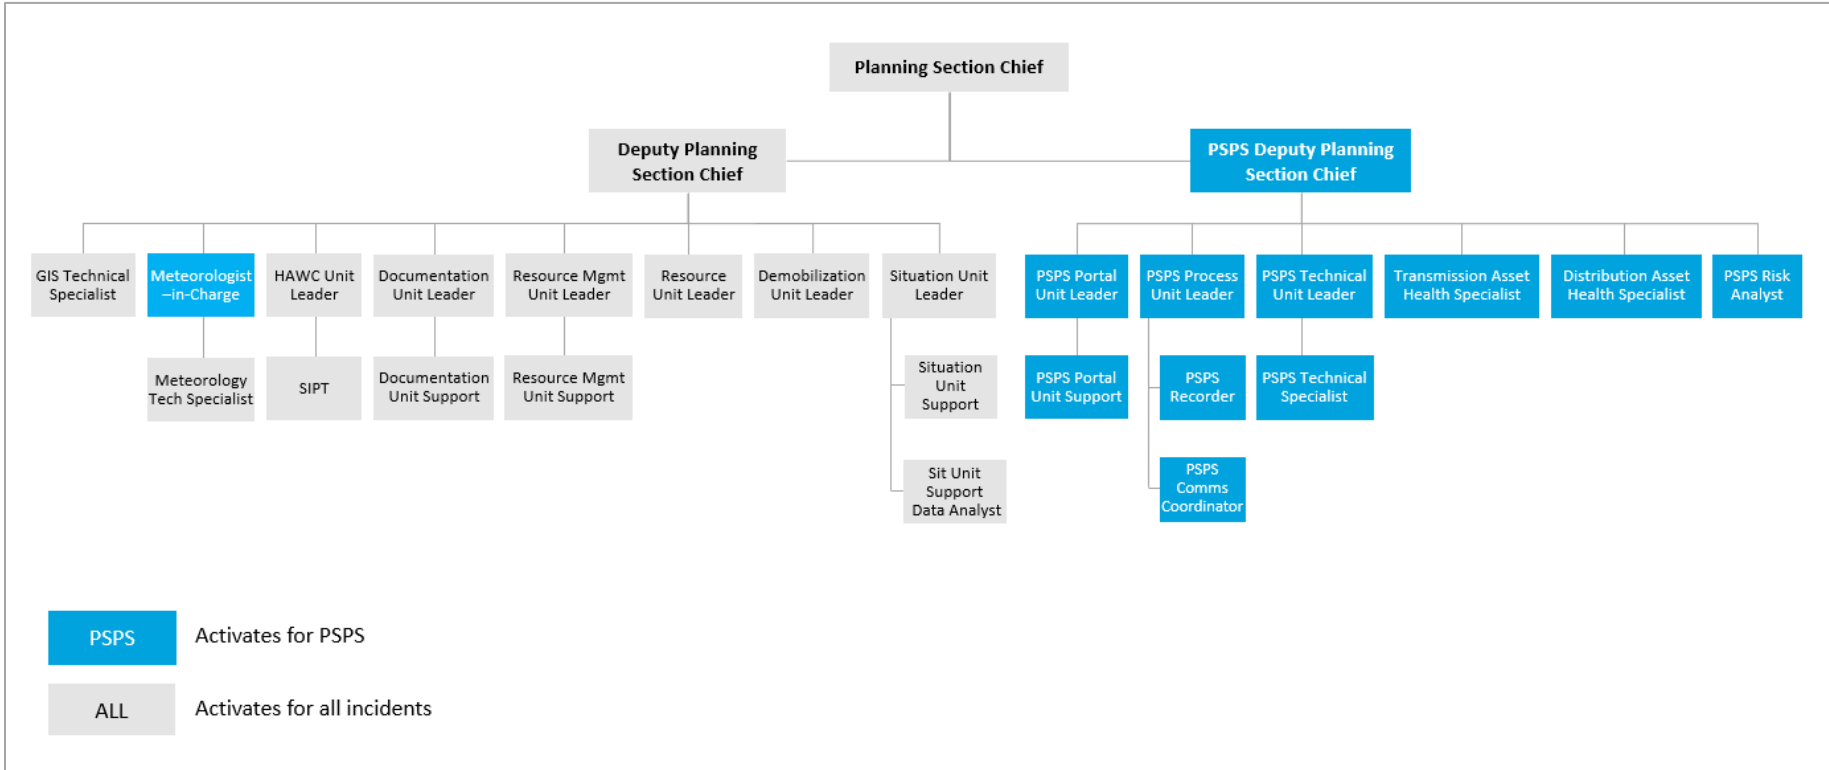 Planning Section Chief
Deputy Planning
Section Chief
PSPS Deputy Planning
Section Chief
GIS Technical
Specialist
Meteorologist
–in-Charge
HAWC Unit
Leader
Documentation
Unit Leader
Resource Mgmt
Unit Leader
Resource
Unit Leader
Demobilization
Unit Leader
Situation Unit
Leader
PSPS Portal
Unit Leader
PSPS Process
Unit Leader
PSPS Technical
Unit Leader
Transmission Asset
Health Specialist
Distribution Asset
Health Specialist
PSPS Risk
Analyst
Meteorology
Tech Specialist
SIPT
Documentation
Unit Support
Resource Mgmt
Unit Support
Situation
Unit
Support
PSPS Portal
Unit Support
PSPS
Recorder
PSPS Technical
Specialist
Sit Unit
Support
Data Analyst
PSPS
Comms
Coordinator
PSPS
Activates for PSPS
ALL
Activates for all incidents